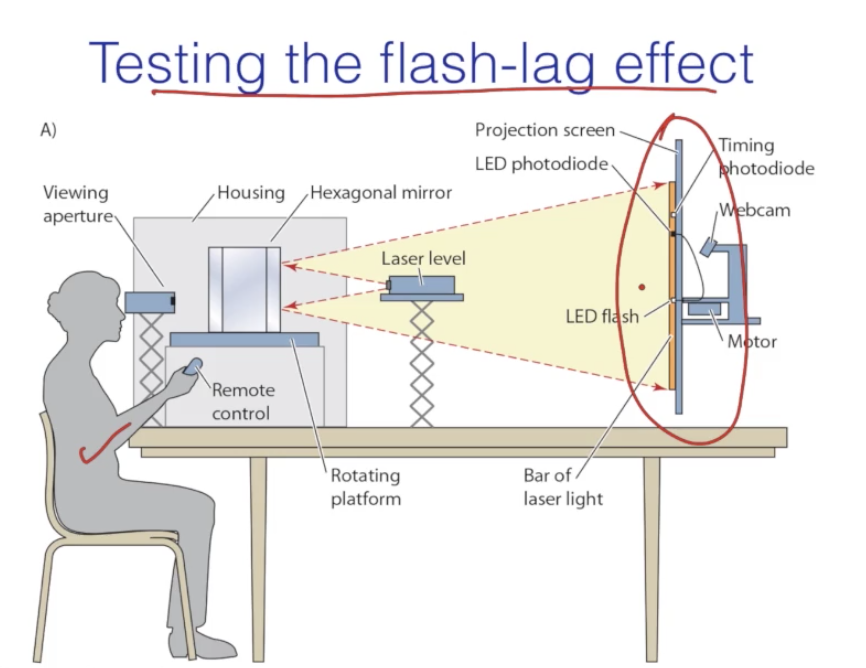 Testing the flash-lag effect
A)
Projection screen
Timing
photodiode
LED photodiode
Viewing
aperture
Housing
Hexagonal mirror
Webcam
Laser level
LED flash
Motor
Remote
control
Rotating
platform
Bar of
laser light